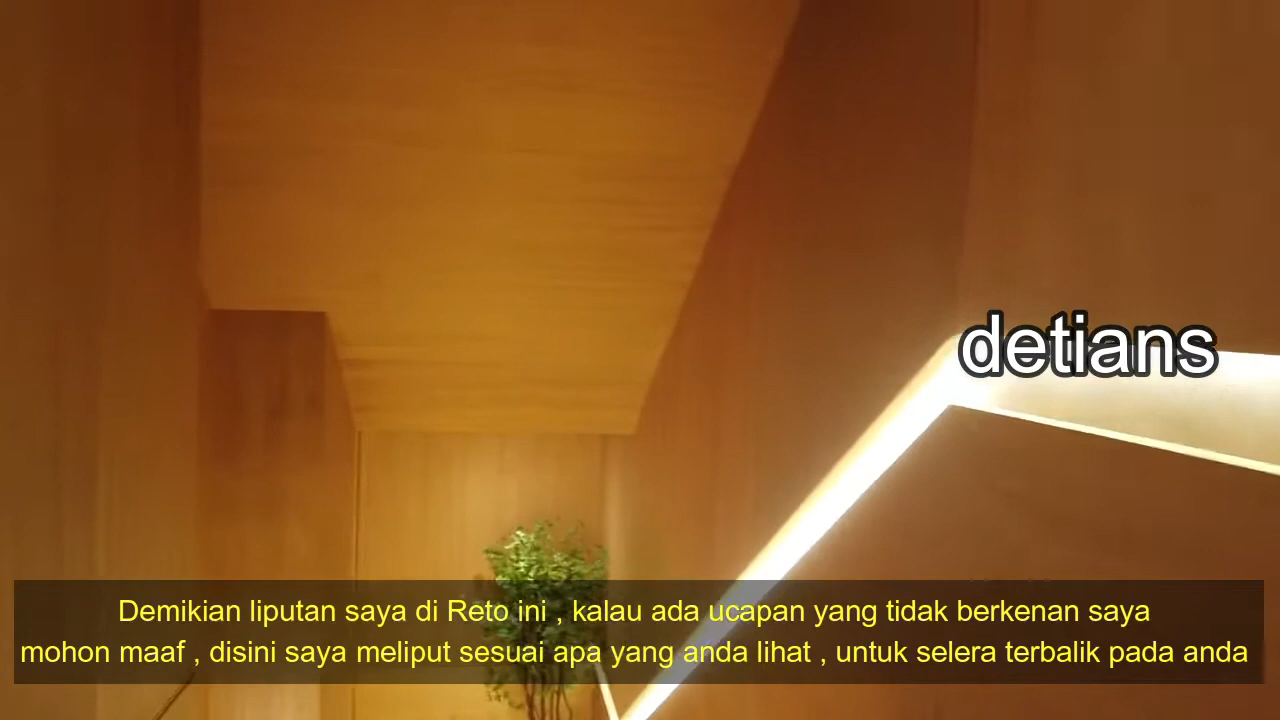 detians
Demikian liputan saya di Reto ini , kalau ada ucapan yang tidak berkenan saya
mohon maaf , disini saya meliput sesuai apa yang anda lihat , untuk selera terbalik pada anda